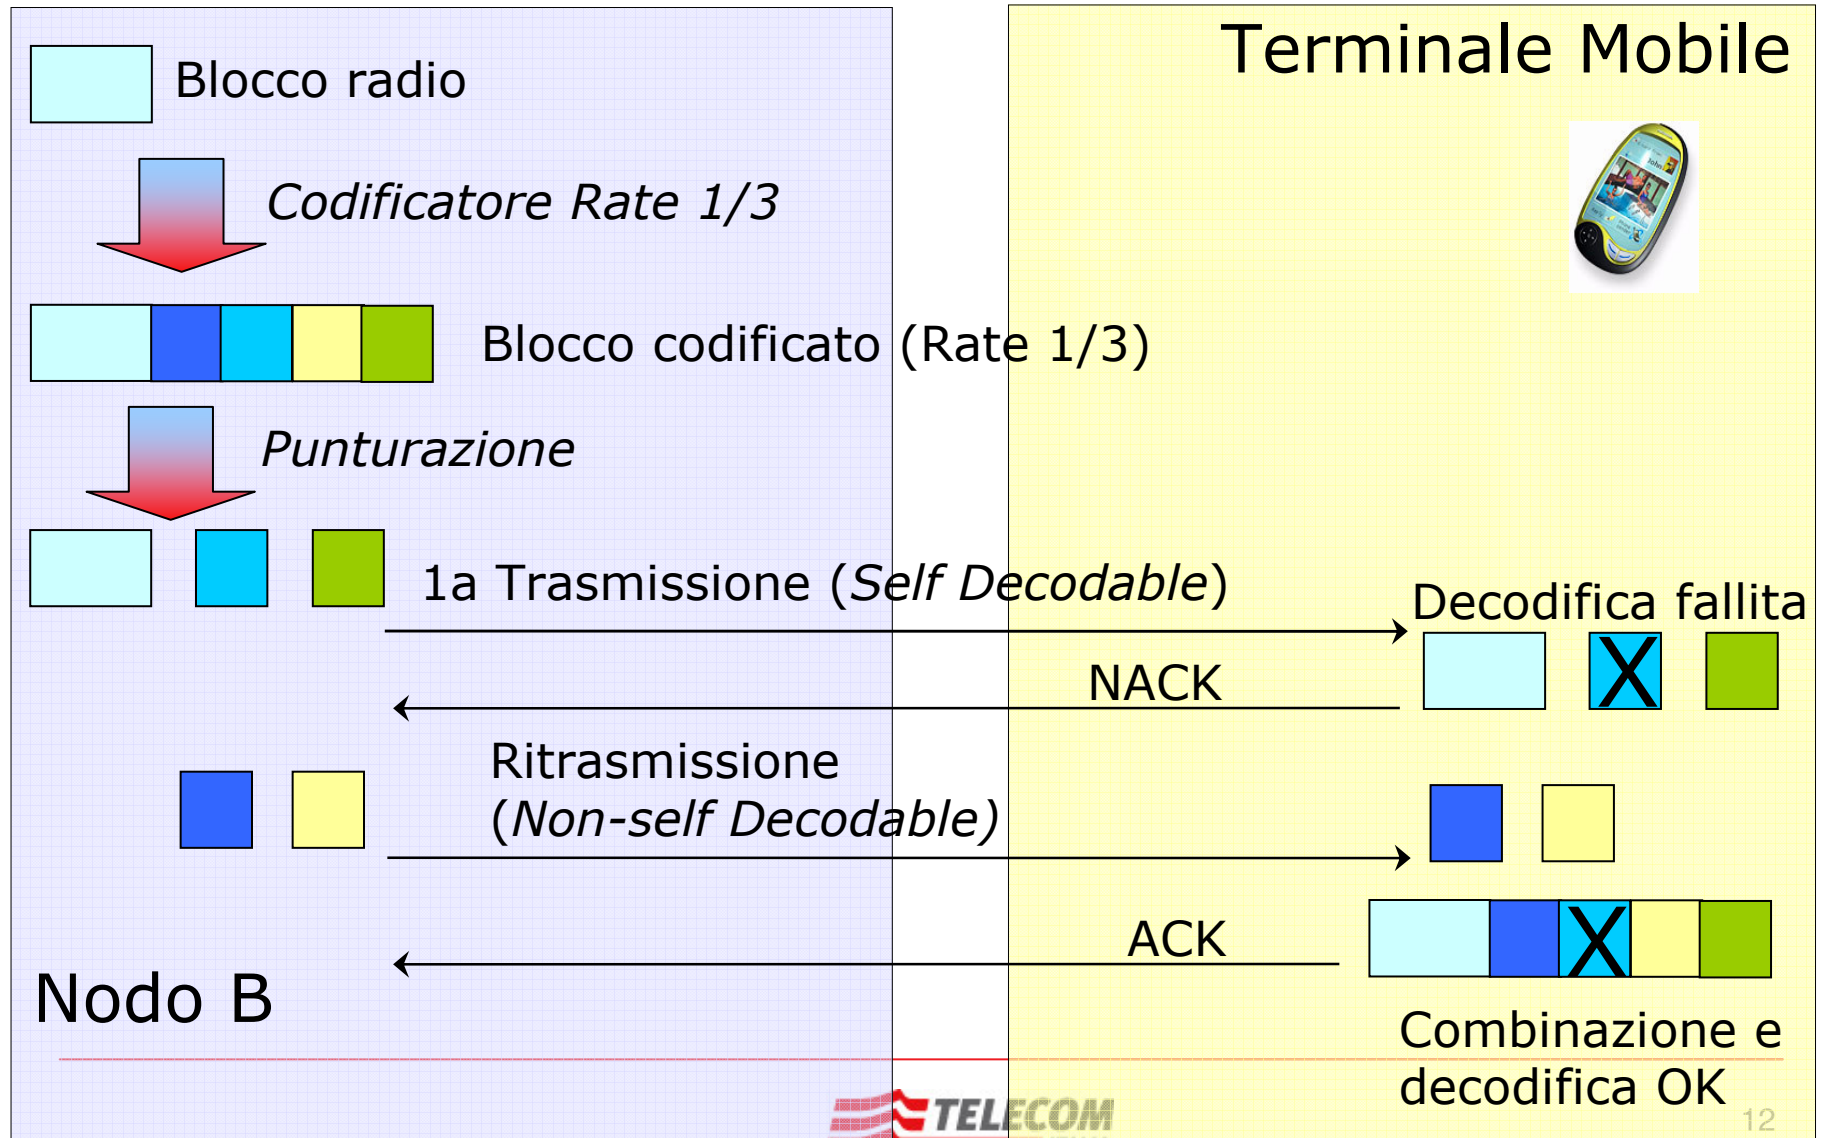 Terminale Mobile
Blocco radio
Codificatore Rate 1/3
Blocco codificato (Rate 1/3)
Punturazione
1a Trasmissione (Self Decodable)
Decodifica fallita
X
NACK
Ritrasmissione
(Non-self Decodable)
ACK
X
Nodo B
Combinazione e
decodifica OK
TELECOM
12